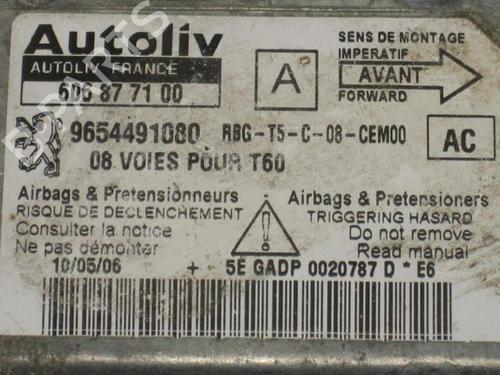 Autoliv
AUTOLIV FRANCE
606 87 71 00
A
SENS DE MONTAGE
IMPERATIF
AVANT
FORWARD
9654491080 RBG-T5-C-08-CEM00
AC
08 VOIES POUR T60
Airbags & Pretensionneurs
RISQUE DE DECLENCHEMENT
Consulter la notice
Ne pas démonter
Airbags & Pretensioners
TRIGGERING HASARD
Do not remove
Read manual
10/05/06 + 5E GADP 0020787 D * E6